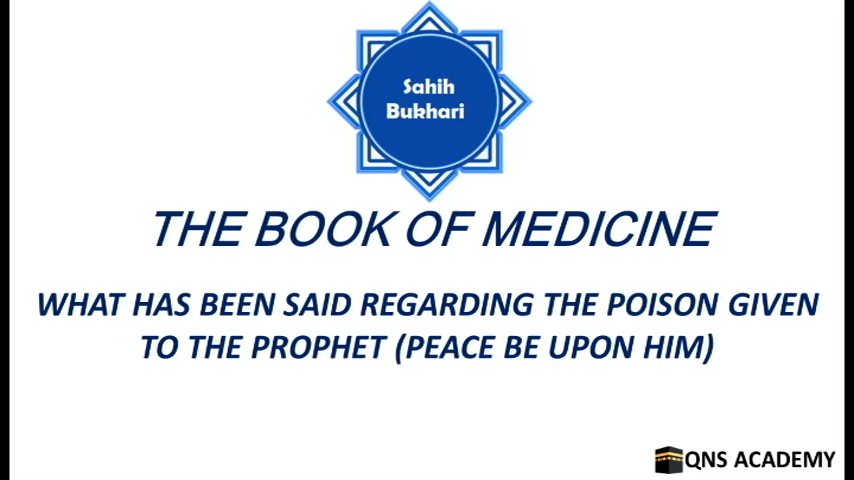 Sahih
Bukhari
THE BOOK OF MEDICINE
WHAT HAS BEEN SAID REGARDING THE POISON GIVEN
TO THE PROPHET (PEACE BE UPON HIM)
QNS ACADEMY